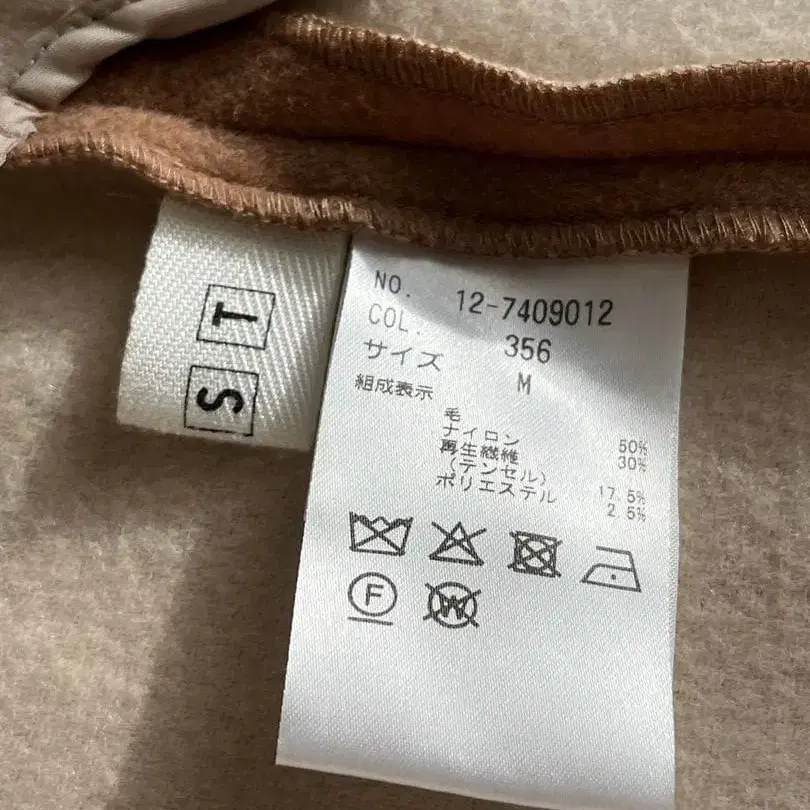 T
S
NO. 12-7409012
COL. 356
サイズ M
組成表示
毛 50%
ナイロン 30%
再生繊維
(テンセル) 17.5%
ポリエステル 2.5%
F
W